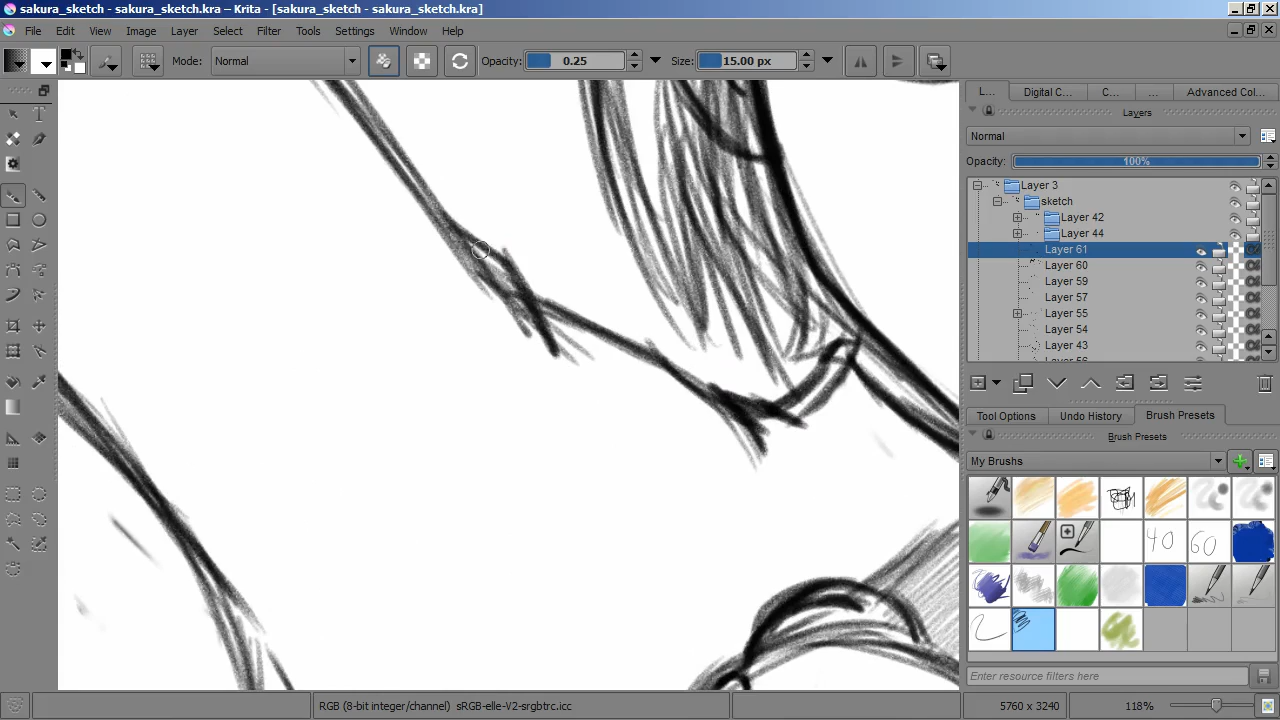 sakura_sketch - sakura_sketch.kra – Krita - [sakura_sketch - sakura_sketch.kra]
File Edit View Image Layer Select Filter Tools Settings Window Help
Mode: Normal Opacity: 0.25 Size: 15.00 px
L... Digital C... C... ... Advanced Col...
Layers
Normal
Opacity: 100%
Layer 3
sketch
Layer 42
Layer 44
Layer 61
Layer 60
Layer 59
Layer 57
Layer 55
Layer 54
Layer 43
Tool Options Undo History Brush Presets
Brush Presets
My Brushes
40 60
Enter resource filters here
RGB (8-bit integer/channel) sRGB-elle-V2-srgbtrc.icc 5760 x 3240 118%